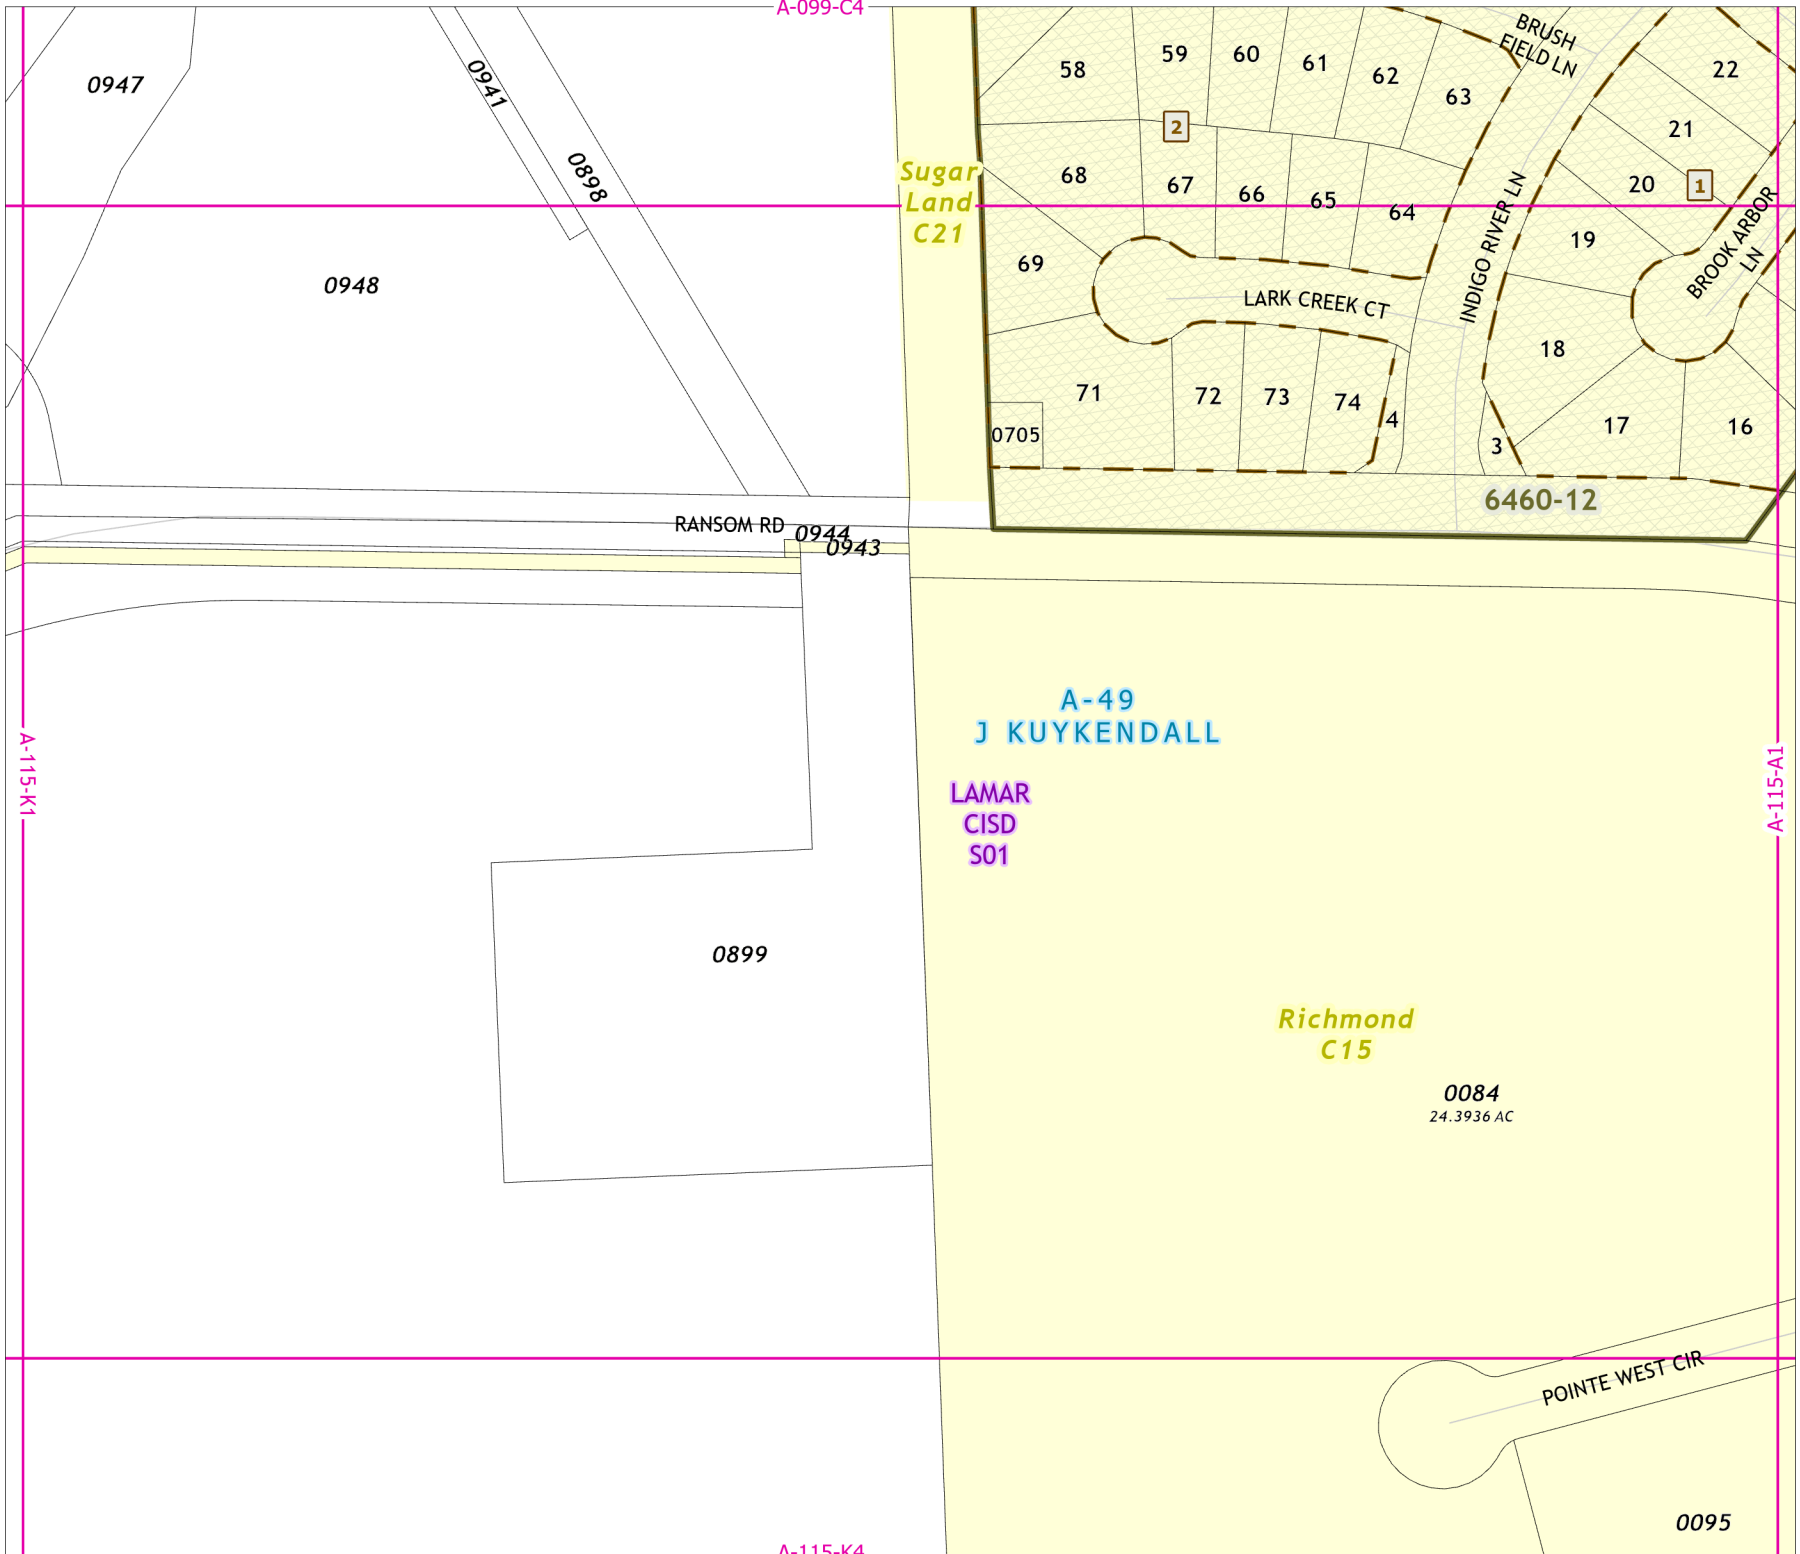 A-099-C4
0947
0941
0898
0948
Sugar
Land
C21
58
59
60
61
62
63
BRUSH
FIELD LN
22
21
20
1
2
68
67
66
65
64
INDIGO RIVER LN
19
BROOK ARBOR
LN
69
LARK CREEK CT
18
71
72
73
74
4
3
17
16
0705
6460-12
RANSOM RD
0944
0943
A-49
J KUYKENDALL
A-115-K1
A-115-A1
LAMAR
CISD
S01
0899
Richmond
C15
0084
24.3936 AC
POINTE WEST CIR
0095
A-115-K4